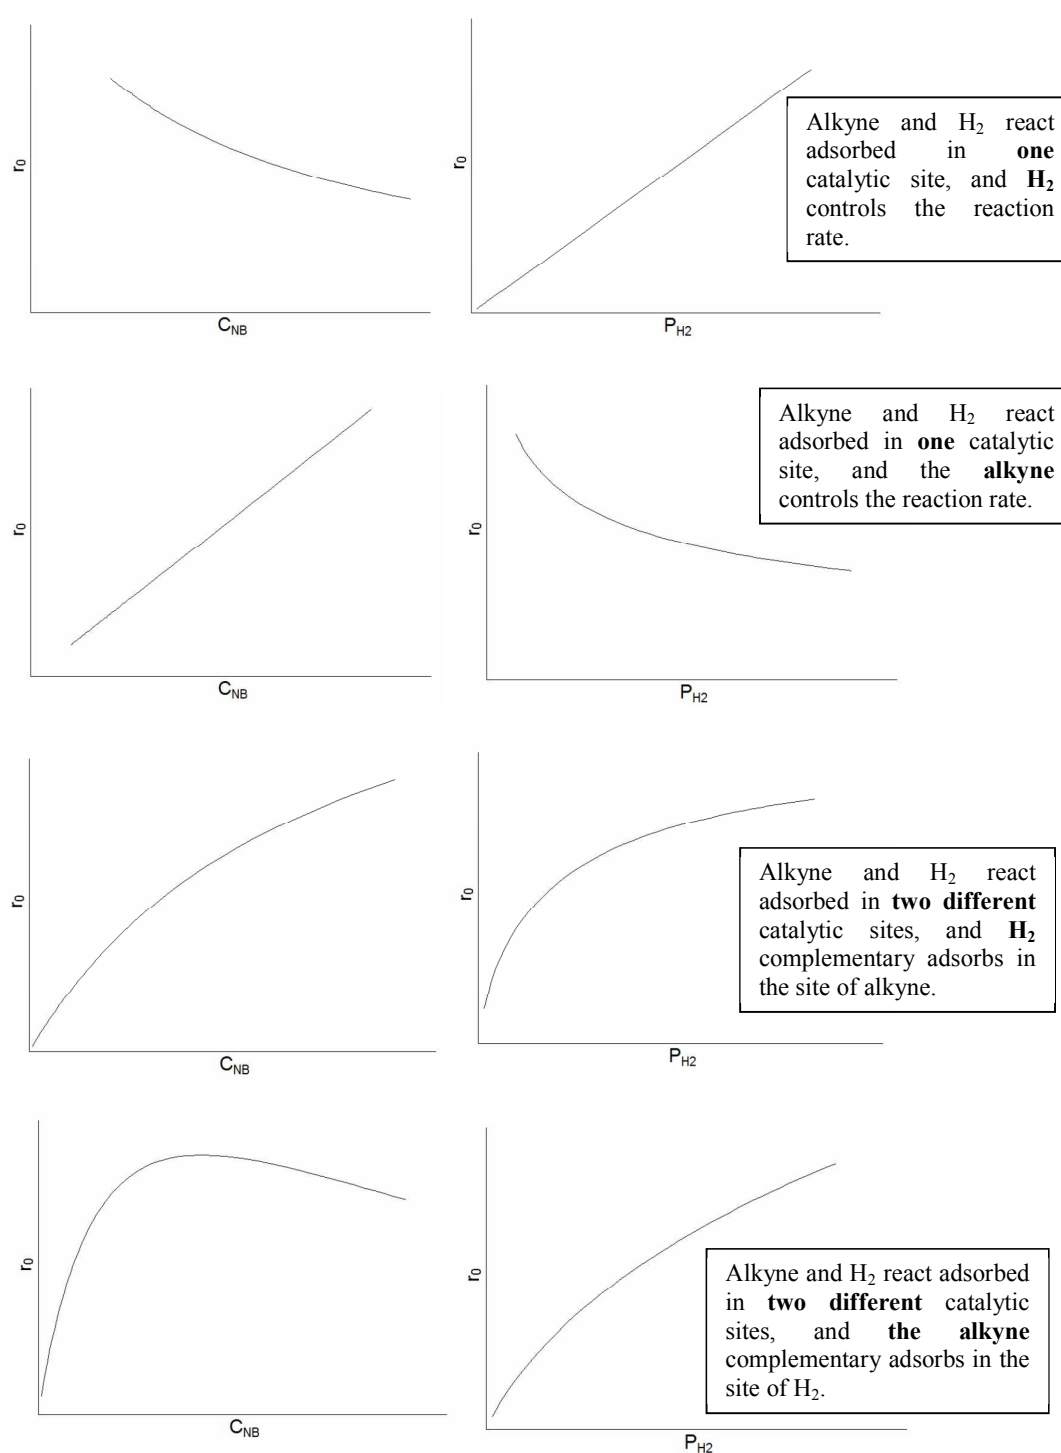 r0
CNB
r0
PH2
Alkyne and H2 react
adsorbed in one
catalytic site, and H2
controls the reaction
rate.
r0
CNB
r0
PH2
Alkyne and H2 react
adsorbed in one catalytic
site, and the alkyne
controls the reaction rate.
r0
CNB
r0
PH2
Alkyne and H2 react
adsorbed in two different
catalytic sites, and H2
complementary adsorbs in
the site of alkyne.
r0
CNB
r0
PH2
Alkyne and H2 react adsorbed
in two different catalytic
sites, and the alkyne
complementary adsorbs in the
site of H2.